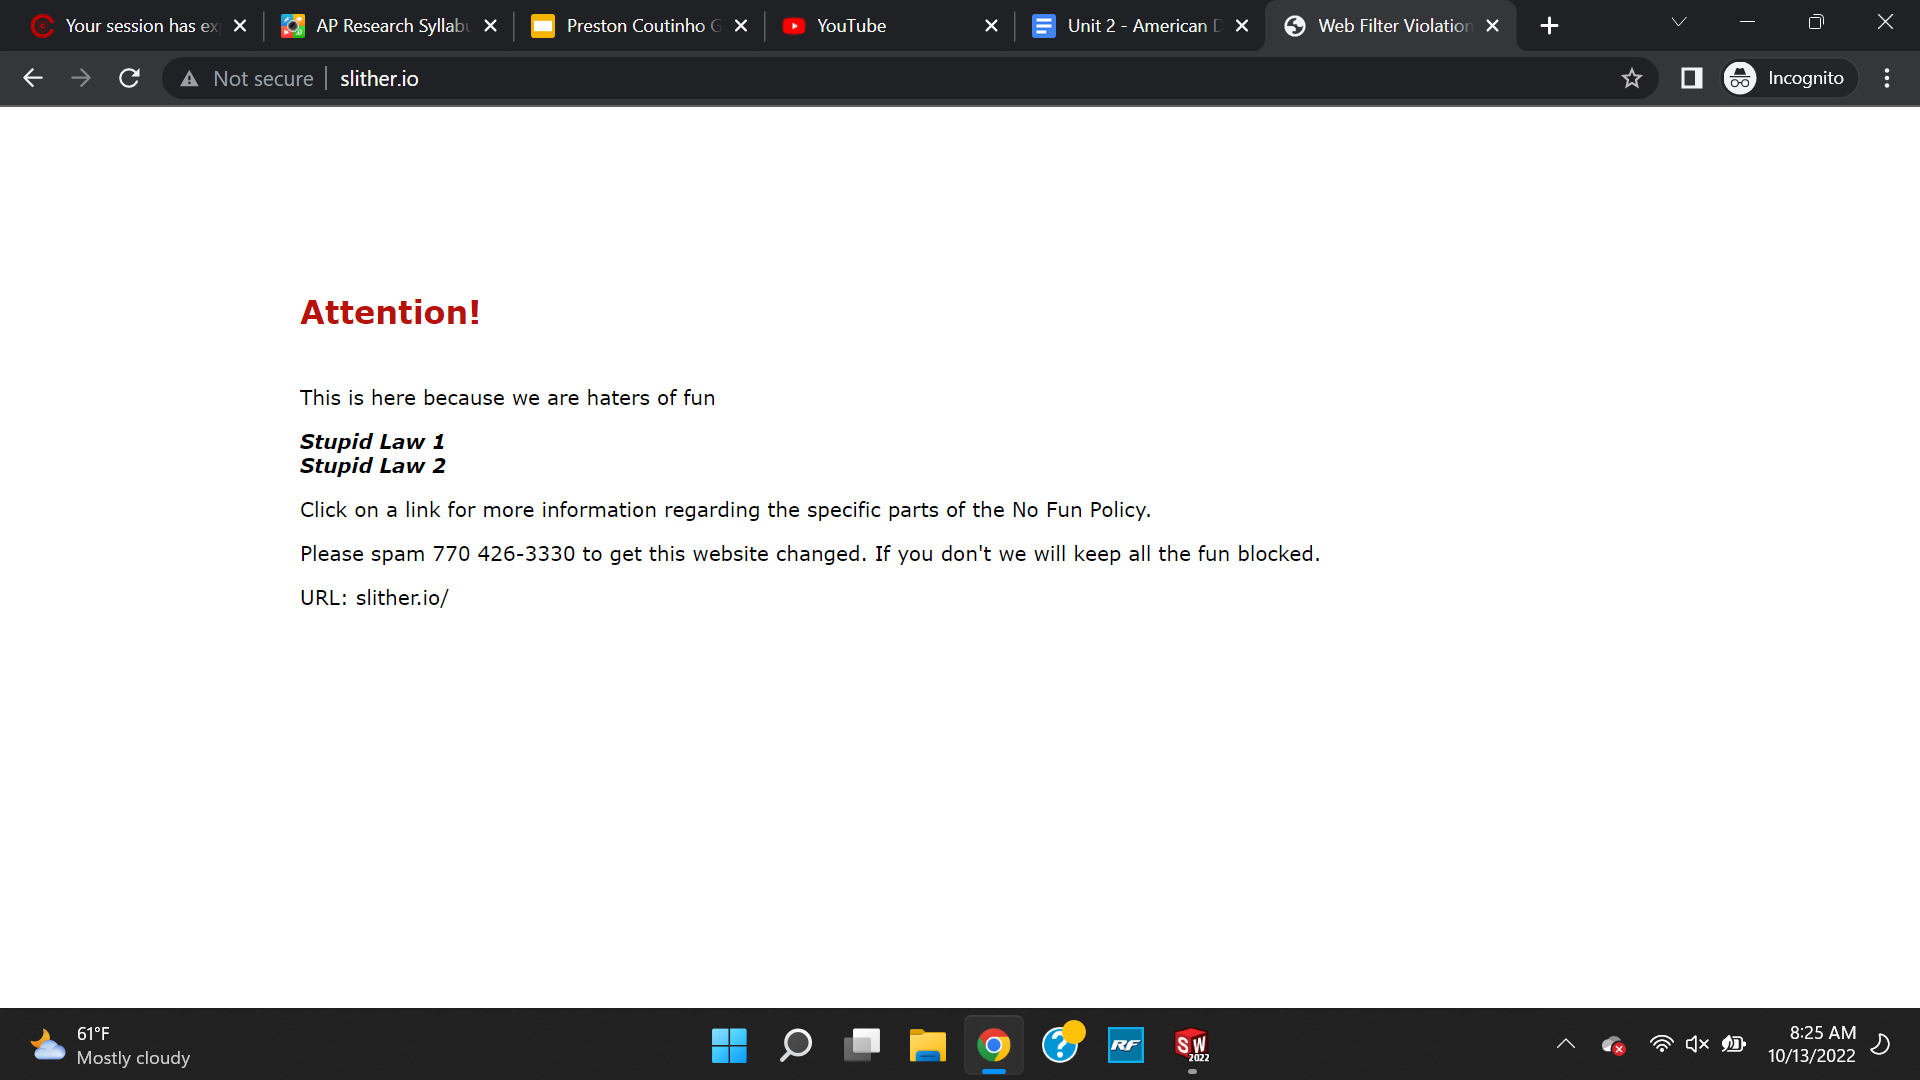 Your session has ex
AP Research Syllabu
Preston Coutinho G
YouTube
Unit 2 - American D
Web Filter Violation
Not secure
slither.io
Incognito
Attention!
This is here because we are haters of fun
Stupid Law 1
Stupid Law 2
Click on a link for more information regarding the specific parts of the No Fun Policy.
Please spam 770 426-3330 to get this website changed. If you don't we will keep all the fun blocked.
URL: slither.io/
61°F
Mostly cloudy
RF
SW
2022
8:25 AM
10/13/2022